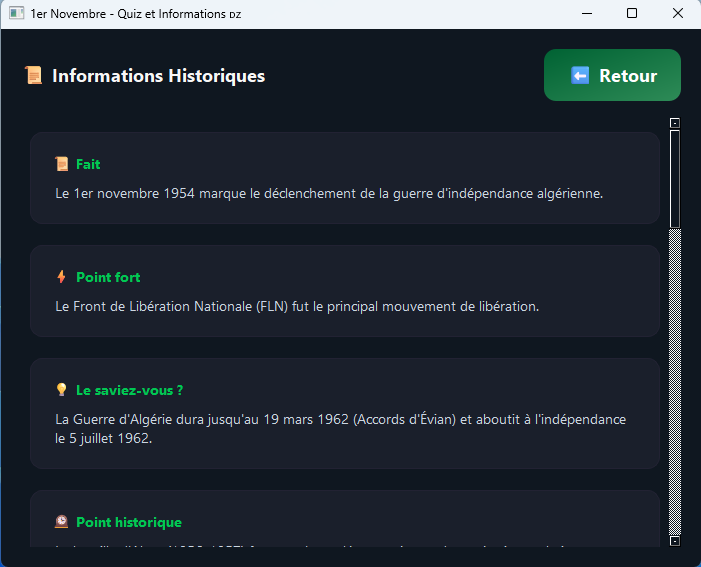 1er Novembre - Quiz et Informations DZ
Informations Historiques
Retour
Fait
Le 1er novembre 1954 marque le déclenchement de la guerre d'indépendance algérienne.
Point fort
Le Front de Libération Nationale (FLN) fut le principal mouvement de libération.
Le saviez-vous ?
La Guerre d'Algérie dura jusqu'au 19 mars 1962 (Accords d'Évian) et aboutit à l'indépendance
le 5 juillet 1962.
Point historique